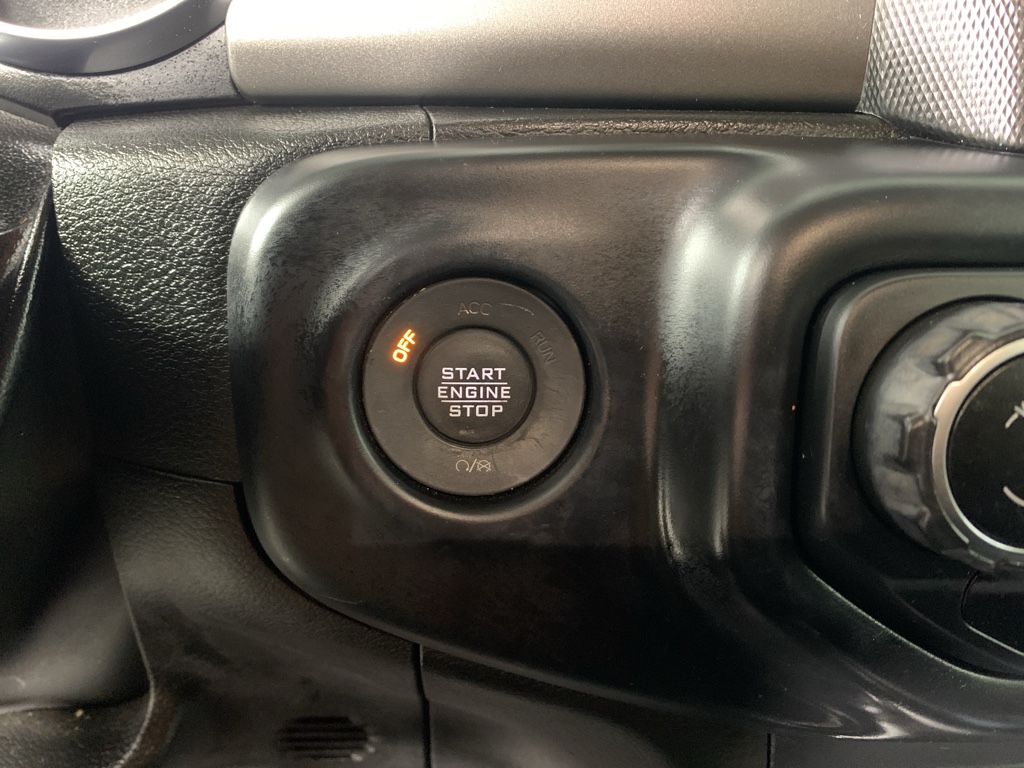 ACC
OFF
RUN
START
ENGINE
STOP